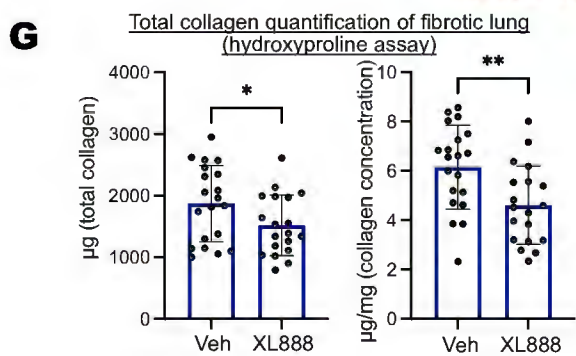 G
Total collagen quantification of fibrotic lung
(hydroxyproline assay)
µg (total collagen)
4000
3000
2000
1000
0
*
Veh XL888
µg/mg (collagen concentration)
10
8
6
4
2
0
**
Veh XL888